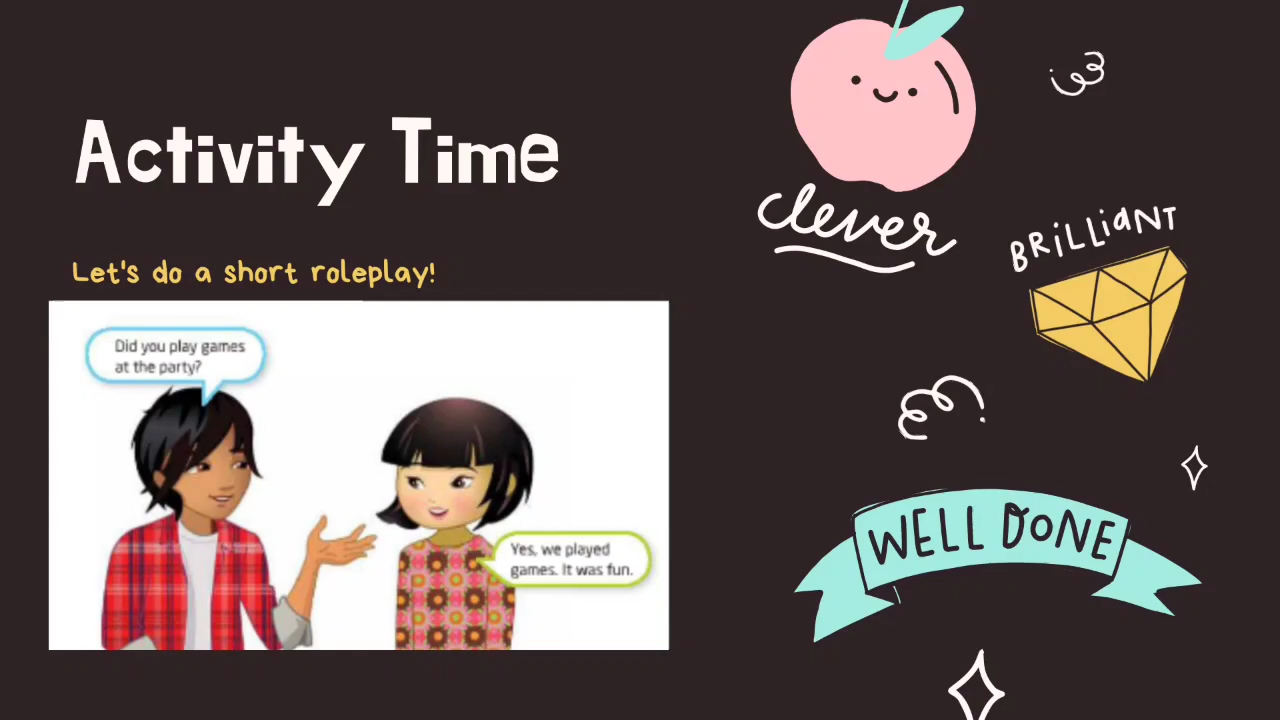 Activity Time
Let's do a short roleplay!
Did you play games
at the party?
Yes, we played
games. It was fun.
clever
BRiLLiaNT
WELL DONE